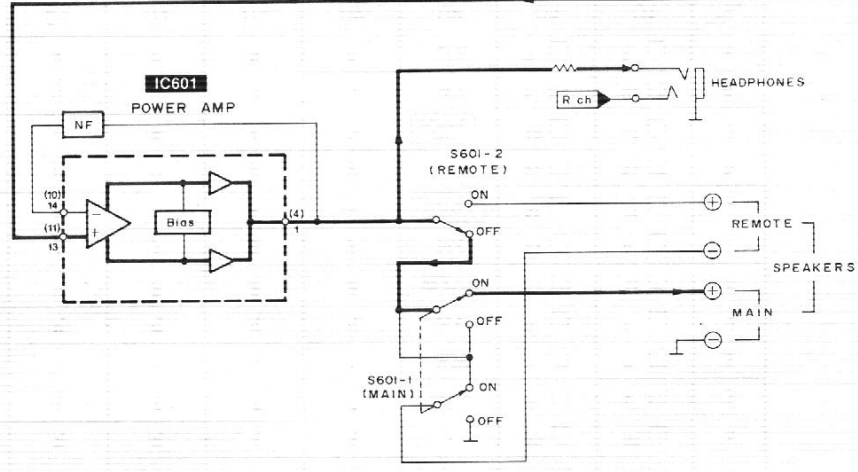 IC601
POWER AMP
NF
(10)
14
−
(11)
+
13
Bias
(4)
1
HEADPHONES
R ch
S601-2
(REMOTE)
ON
OFF
+
REMOTE
−
SPEAKERS
ON
+
MAIN
OFF
−
S601-1
(MAIN)
ON
OFF